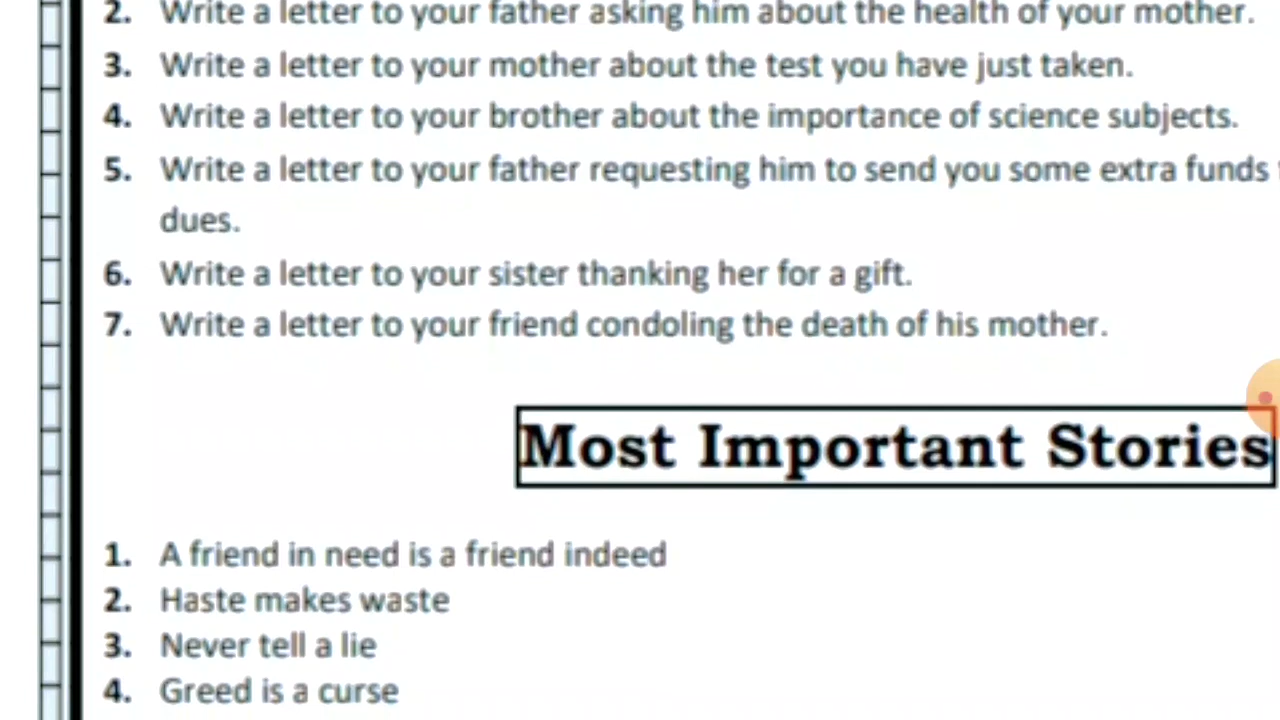 2. Write a letter to your father asking him about the health of your mother.
3. Write a letter to your mother about the test you have just taken.
4. Write a letter to your brother about the importance of science subjects.
5. Write a letter to your father requesting him to send you some extra funds
dues.
6. Write a letter to your sister thanking her for a gift.
7. Write a letter to your friend condoling the death of his mother.
Most Important Stories
1. A friend in need is a friend indeed
2. Haste makes waste
3. Never tell a lie
4. Greed is a curse